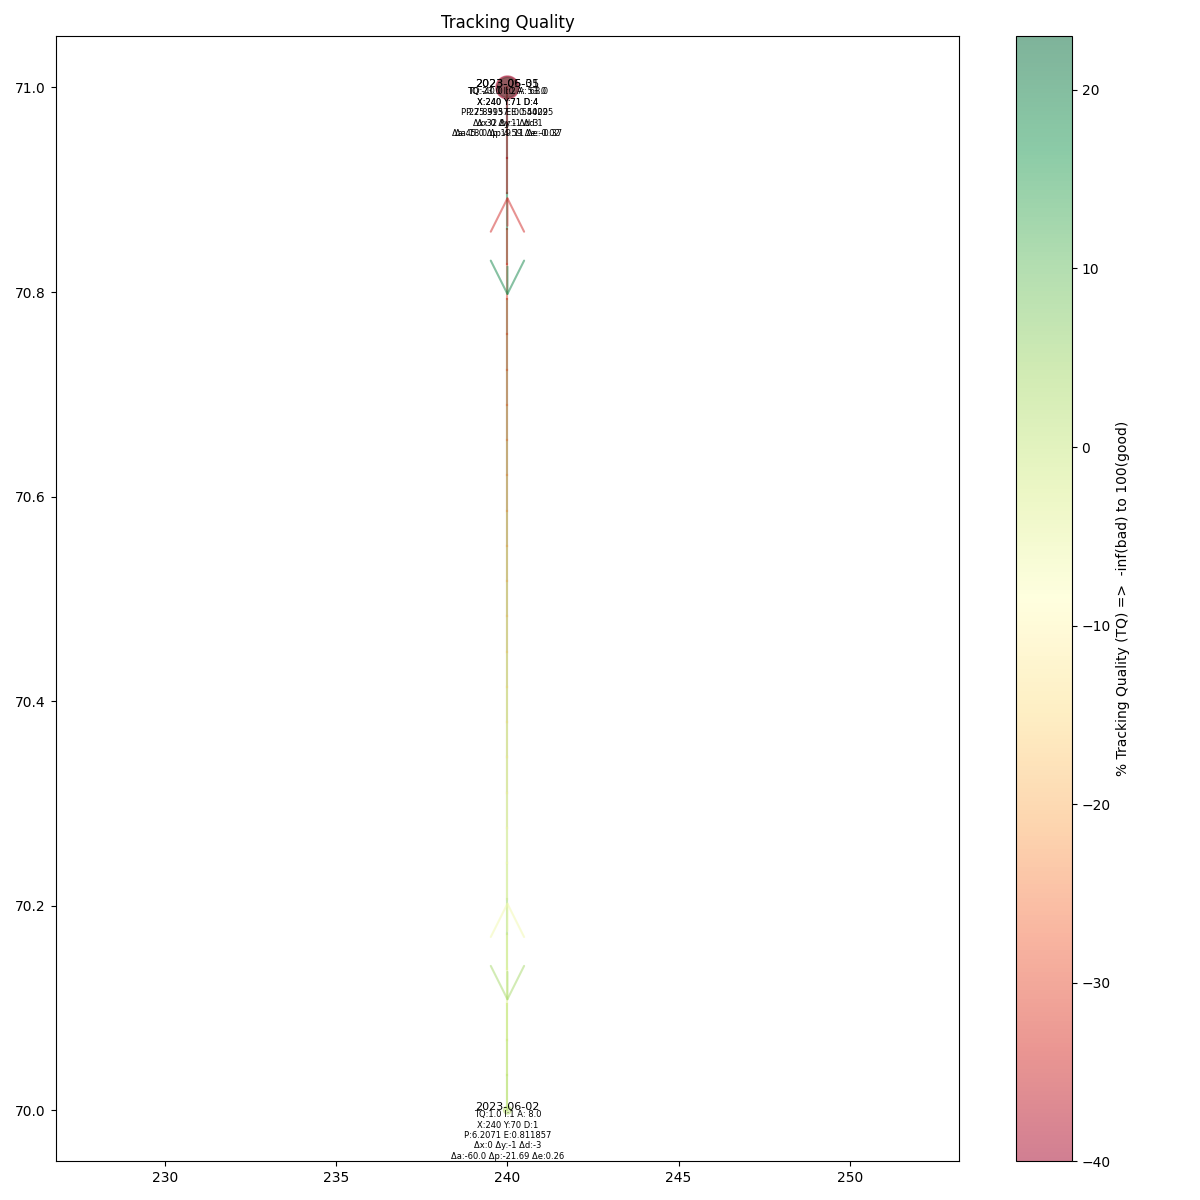 Tracking Quality
71.0
70.8
70.6
70.4
70.2
70.0
X:240 Y:71 D:4
2023-06-02
TQ:1.0 I:1 A: 8.0
X:240 Y:70 D:1
P:6.2071 E:0.811857
Δx:0 Δy:-1 Δd:-3
Δa:-60.0 Δp:-21.69 Δe:0.26
230
235
240
245
250
20
10
0
−10
−20
−30
−40
% Tracking Quality (TQ) => -inf(bad) to 100(good)